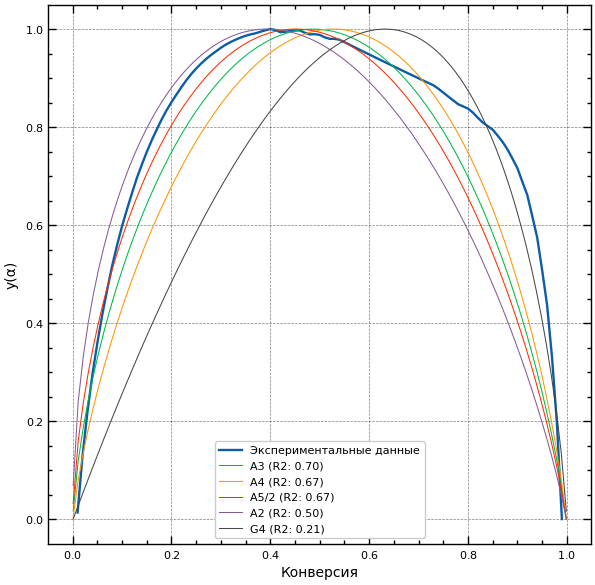 1.0
0.8
0.6
0.4
0.2
0.0
y(α)
Экспериментальные данные
A3 (R2: 0.70)
A4 (R2: 0.67)
A5/2 (R2: 0.67)
A2 (R2: 0.50)
G4 (R2: 0.21)
0.0 0.2 0.4 0.6 0.8 1.0
Конверсия